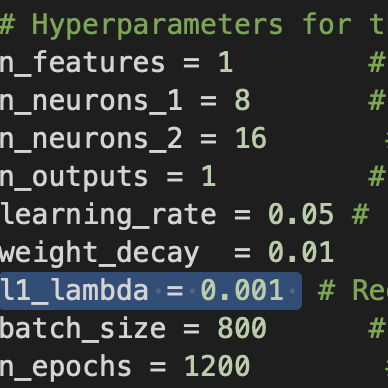 # Hyperparameters for t
n_features = 1 #
n_neurons_1 = 8 #
n_neurons_2 = 16
n_outputs = 1 #
learning_rate = 0.05 #
weight_decay = 0.01
l1_lambda = 0.001 # Re
batch_size = 800 #
n_epochs = 1200